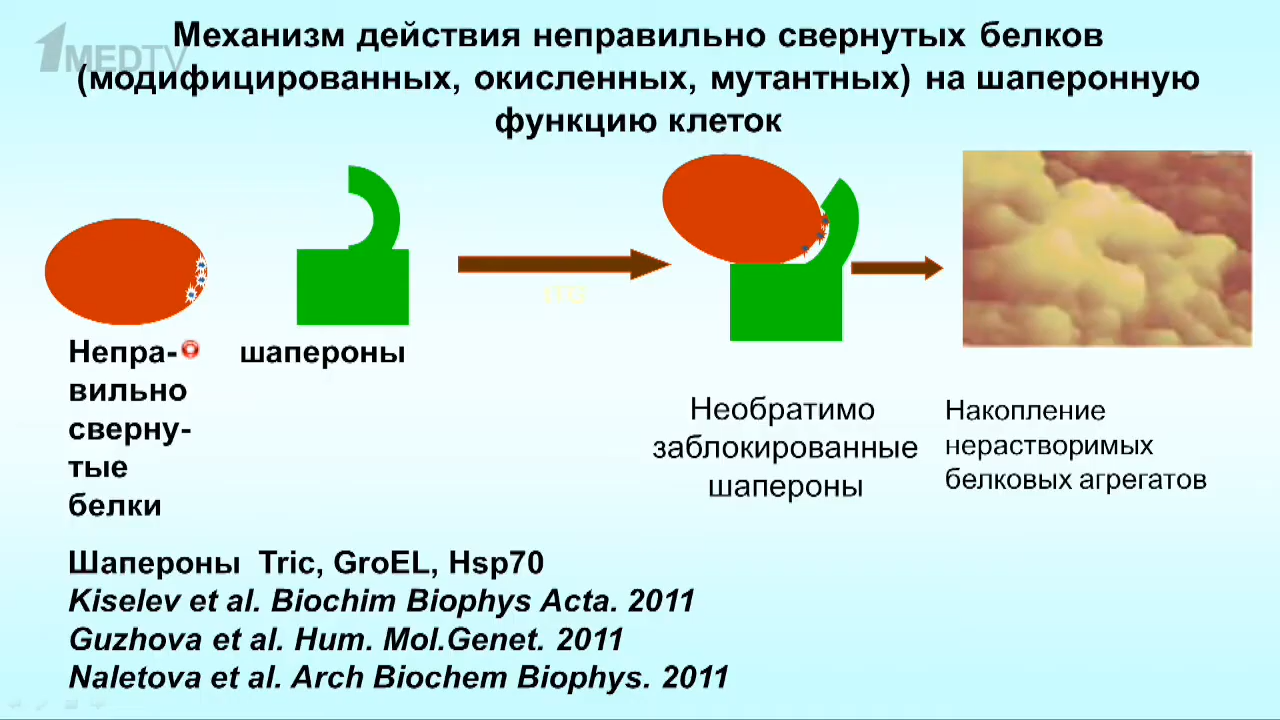 1MEDTV
Механизм действия неправильно свернутых белков
(модифицированных, окисленных, мутантных) на шаперонную
функцию клеток
Непра-
вильно
сверну-
тые
белки
шапероны
Необратимо
заблокированные
шапероны
Накопление
нерастворимых
белковых агрегатов
Шапероны Tric, GroEL, Hsp70
Kiselev et al. Biochim Biophys Acta. 2011
Guzhova et al. Hum. Mol.Genet. 2011
Naletova et al. Arch Biochem Biophys. 2011